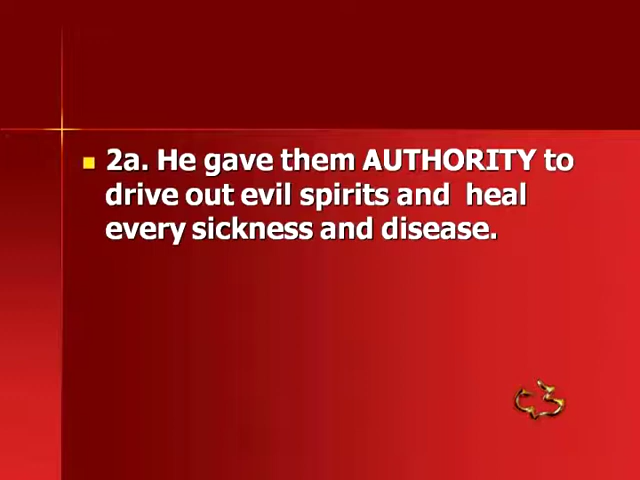 2a. He gave them AUTHORITY to
drive out evil spirits and  heal
every sickness and disease.